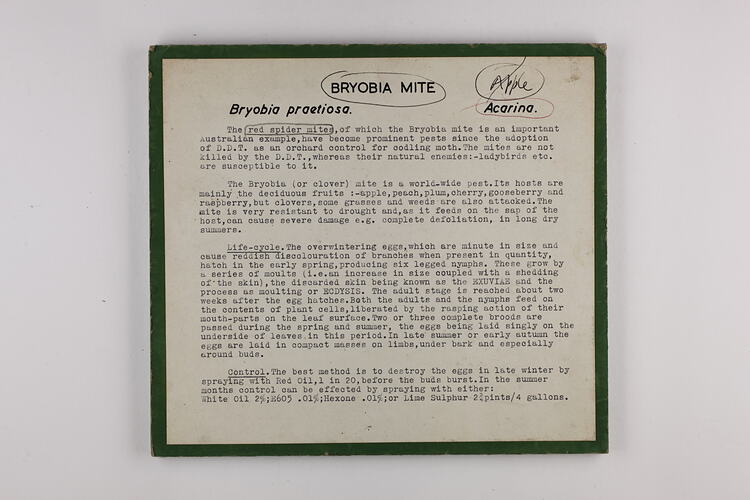 BRYOBIA MITE
Apple
Bryobia praetiosa.
Acarina.
The red spider mites,of which the Bryobia mite is an important
Australian example,have become prominent pests since the adoption
of D.D.T. as an orchard control for codling moth.The mites are not
killed by the D.D.T.,whereas their natural enemies:-ladybirds etc.
are susceptible to it.
The Bryobia (or clover) mite is a world-wide pest.Its hosts are
mainly the deciduous fruits :-apple,peach,plum,cherry,gooseberry and
raspberry,but clovers,some grasses and weeds are also attacked.The
mite is very resistant to drought and,as it feeds on the sap of the
host,can cause severe damage e.g. complete defoliation, in long dry
summers.
Life-cycle.The overwintering eggs,which are minute in size and
cause reddish discolouration of branches when present in quantity,
hatch in the early spring,producing six legged nymphs. These grow by
a series of moults (i.e.an increase in size coupled with a shedding
of the skin),the discarded skin being known as the EXUVIAE and the
process as moulting or ECDYSIS. The adult stage is reached about two
weeks after the egg hatches.Both the adults and the nymphs feed on
the contents of plant cells,liberated by the rasping action of their
mouth-parts on the leaf surface.Two or three complete broods are
passed during the spring and summer, the eggs being laid singly on the
underside of leaves in this period.In late summer or early autumn the
eggs are laid in compact masses on limbs,under bark and especially
around buds.
Control.The best method is to destroy the eggs in late winter by
spraying with Red Oil,1 in 20,before the buds burst.In the summer
months control can be effected by spraying with either:
White Oil 2%;E605 .01%;Hexone .01%;or Lime Sulphur 2¾pints/4 gallons.